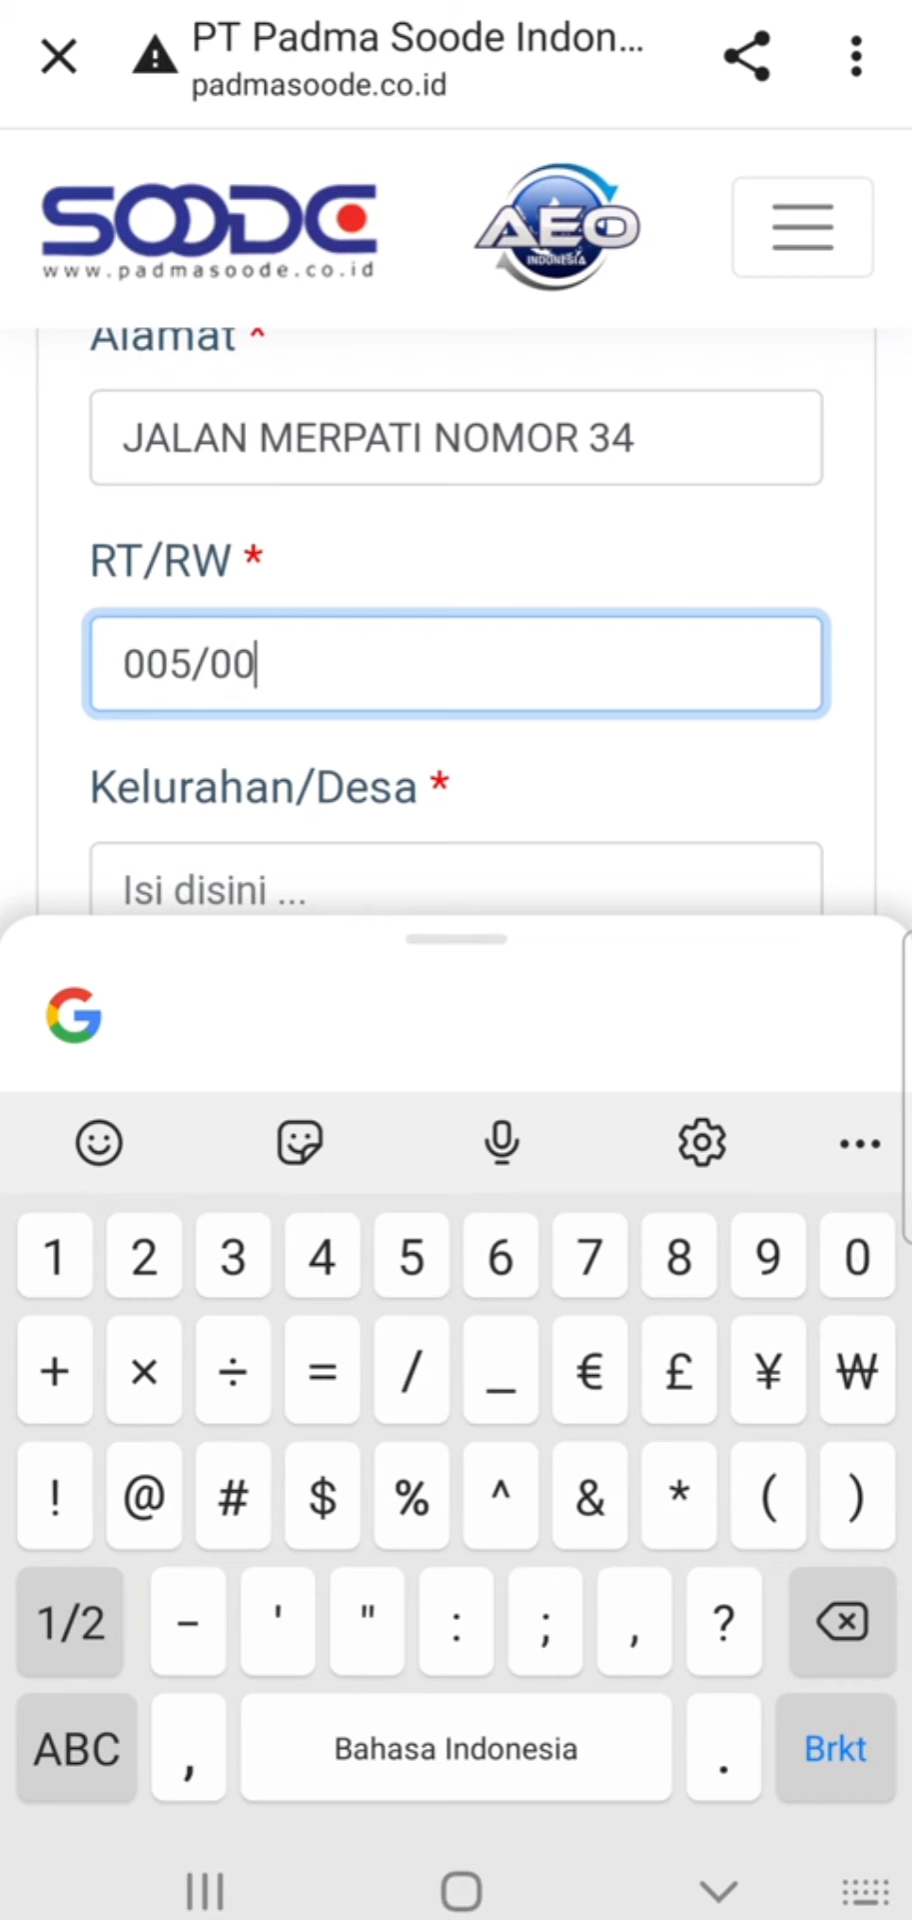 PT Padma Soode Indon...
padmasoode.co.id
SOODE
www.padmasoode.co.id
AEO
INDONESIA
Alamat *
JALAN MERPATI NOMOR 34
RT/RW *
005/00
Kelurahan/Desa *
Isi disini ...
G
1 2 3 4 5 6 7 8 9 0
+ × ÷ = / _ € £ ¥ ₩
! @ # $ % ^ & * ( )
1/2 - ' " : ; , ?
ABC , Bahasa Indonesia . Brkt